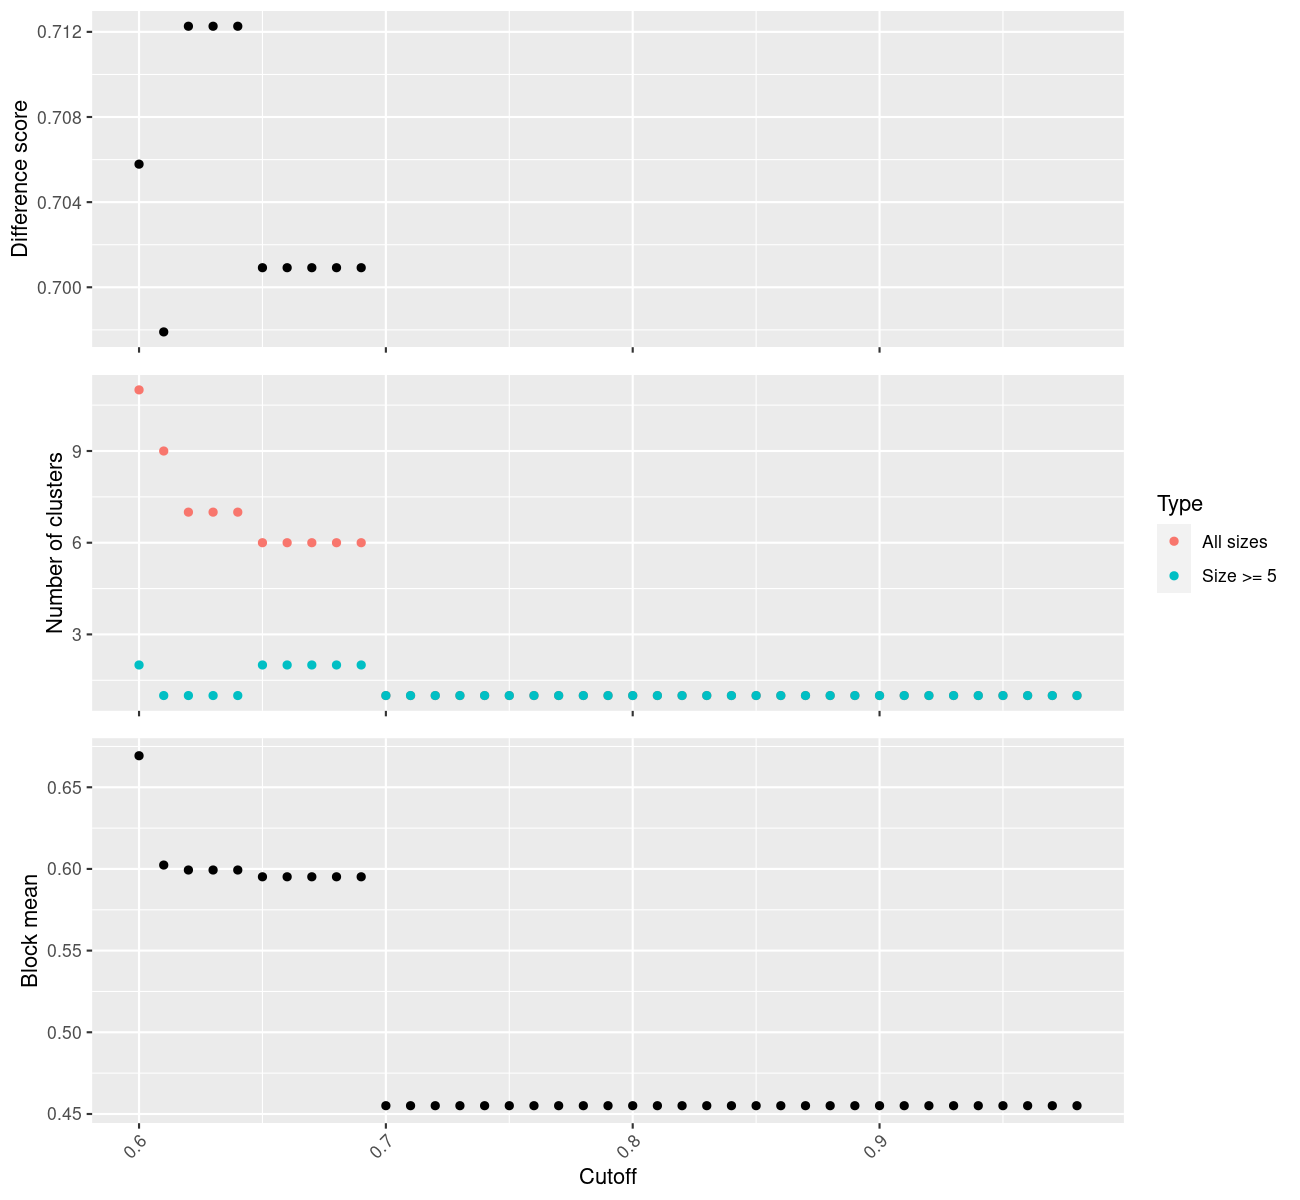 0.712
0.708
0.704
0.700
Difference score
9
6
3
Number of clusters
Type
All sizes
Size >= 5
0.65
0.60
0.55
0.50
0.45
Block mean
0.6
0.7
0.8
0.9
Cutoff